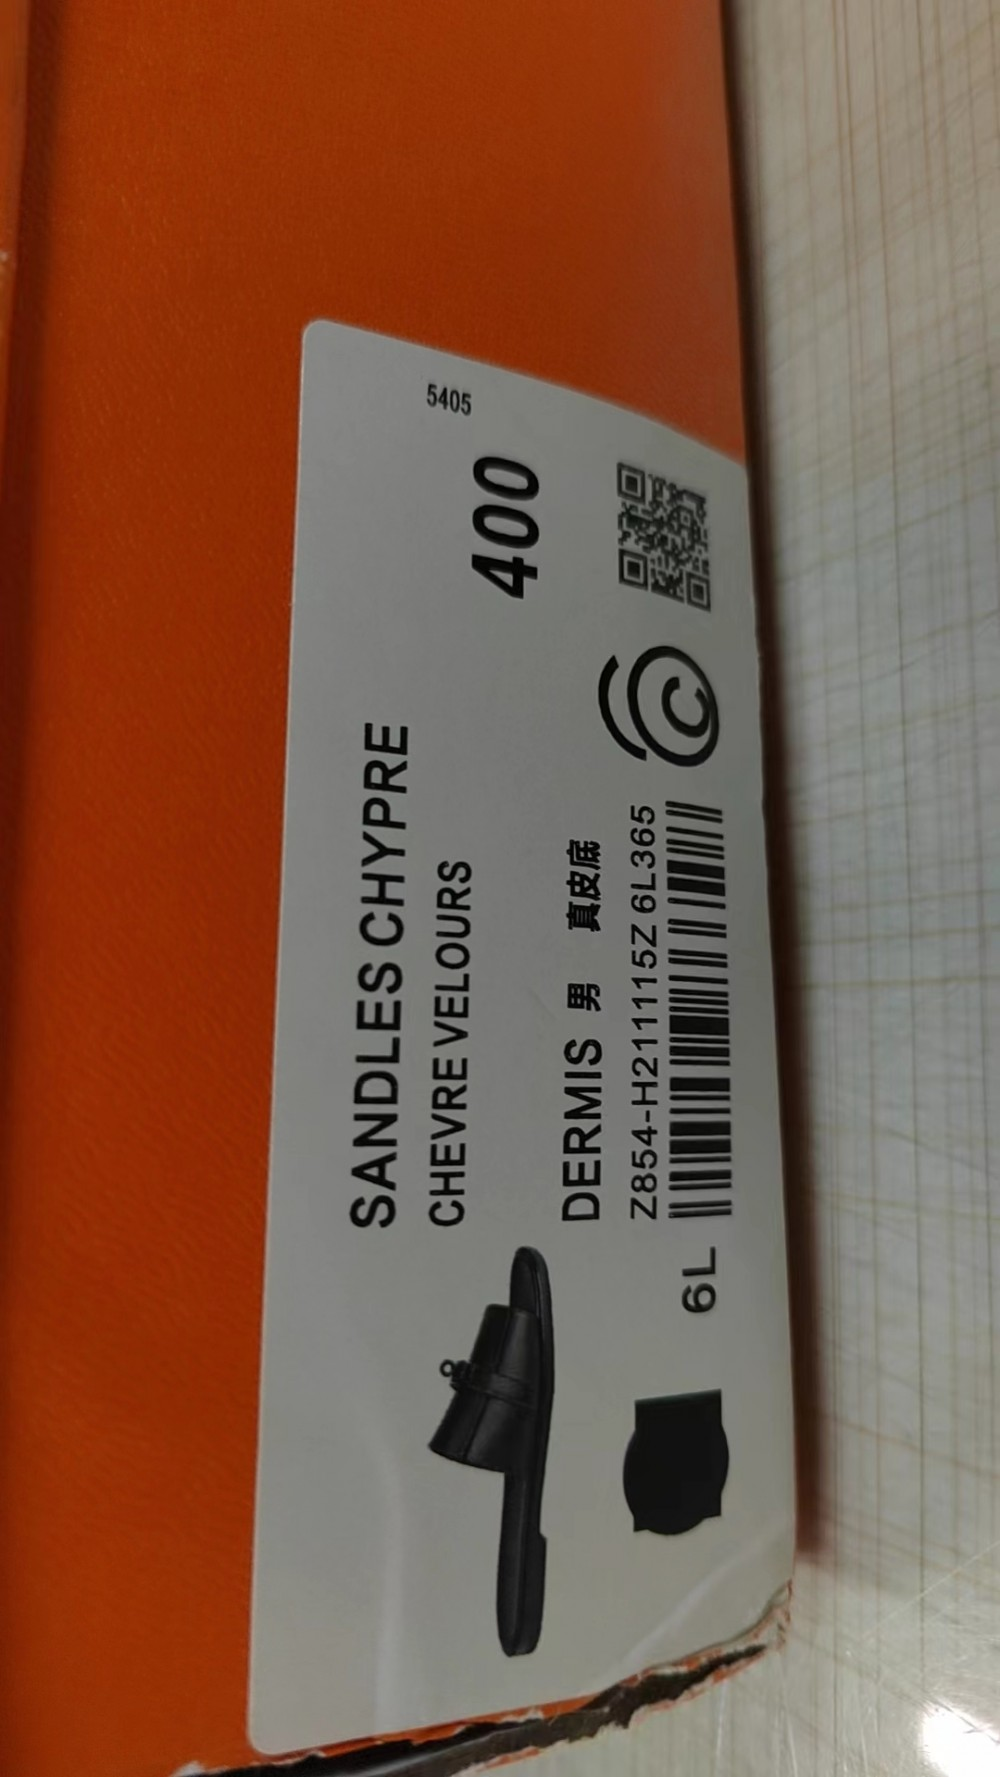 5405
SANDLES CHYPRE
400
CHEVRE VELOURS
DERMIS 男 真皮底
Z854-H211115Z 6L365
C
6L